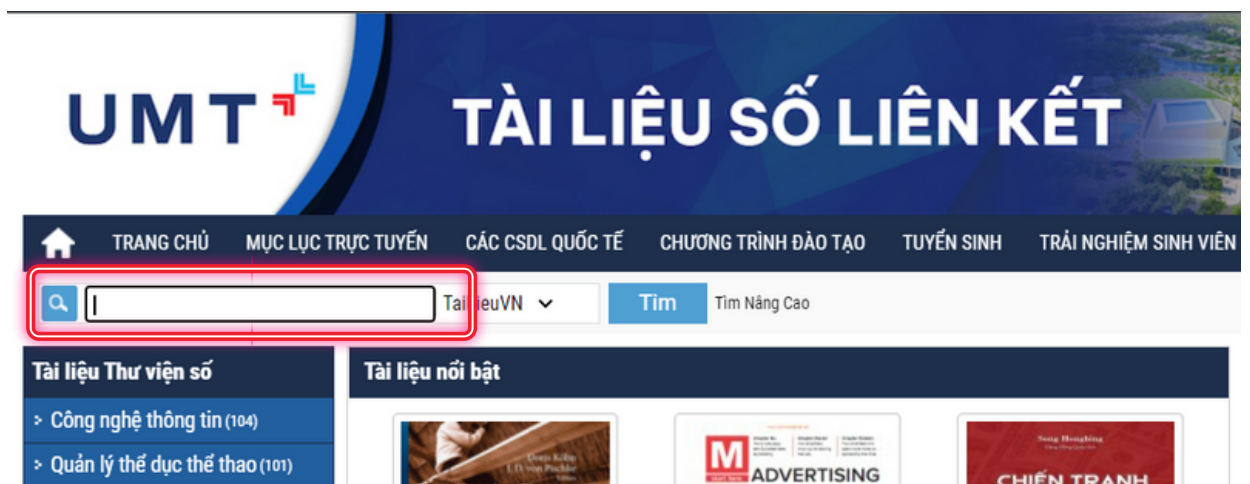 UMT
TÀI LIỆU SỐ LIÊN KẾT
TRANG CHỦ MỤC LỤC TRỰC TUYẾN CÁC CSDL QUỐC TẾ CHƯƠNG TRÌNH ĐÀO TẠO TUYỂN SINH TRẢI NGHIỆM SINH VIÊN
Tìm Tìm Nâng Cao
Tài liệu Thư viện số
Tài liệu nổi bật
> Công nghệ thông tin (104)
> Quản lý thể dục thể thao (101)
M
ADVERTISING
Song Hongbing
CHIẾN TRANH